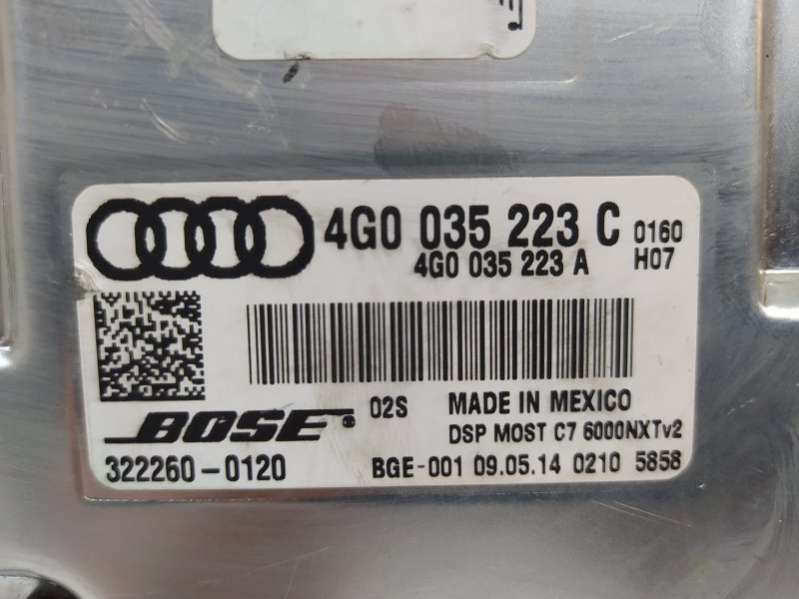 4G0 035 223 C 0160
4G0 035 223 A H07
BOSE® 02S MADE IN MEXICO
DSP MOST C7 6000NXTv2
322260-0120 BGE-001 09.05.14 0210 5858